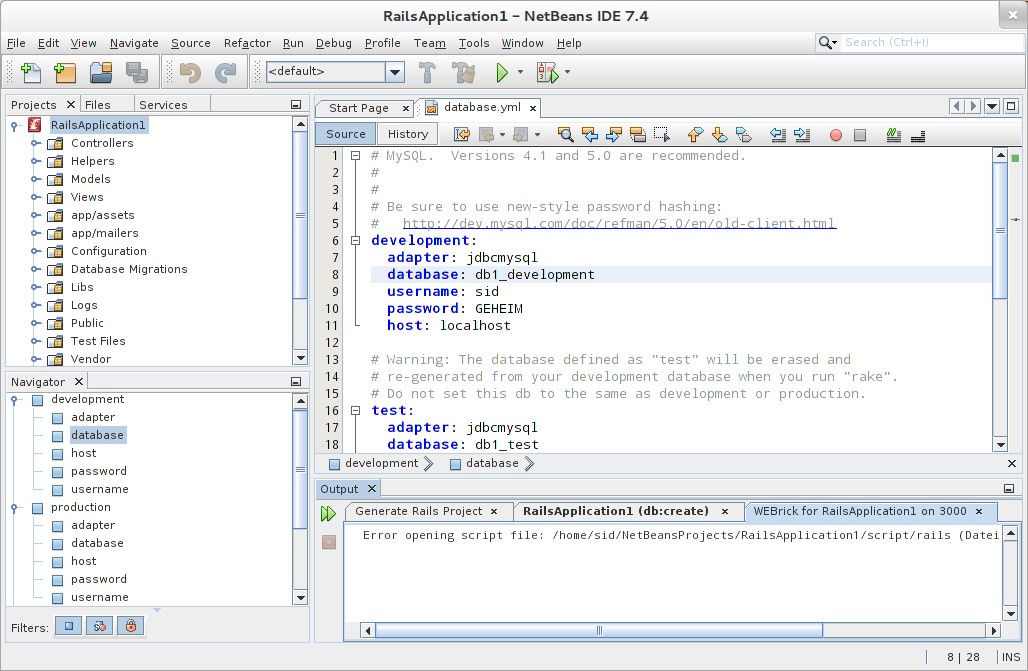 RailsApplication1 – NetBeans IDE 7.4
File Edit View Navigate Source Refactor Run Debug Profile Team Tools Window Help
Search (Ctrl+I)
<default>
Projects Files Services
RailsApplication1
Controllers
Helpers
Models
Views
app/assets
app/mailers
Configuration
Database Migrations
Libs
Logs
Public
Test Files
Vendor
Navigator
development
adapter
database
host
password
username
production
adapter
database
host
password
username
Filters:
Start Page database.yml
Source History
1 # MySQL.  Versions 4.1 and 5.0 are recommended.
2 #
3 #
4 # Be sure to use new-style password hashing:
5 #   http://dev.mysql.com/doc/refman/5.0/en/old-client.html
6 development:
7   adapter: jdbcmysql
8   database: db1_development
9   username: sid
10   password: GEHEIM
11   host: localhost
12
13 # Warning: The database defined as "test" will be erased and
14 # re-generated from your development database when you run "rake".
15 # Do not set this db to the same as development or production.
16 test:
17   adapter: jdbcmysql
18   database: db1_test
development database
Output
Generate Rails Project RailsApplication1 (db:create) WEBrick for RailsApplication1 on 3000
Error opening script file: /home/sid/NetBeansProjects/RailsApplication1/script/rails (Datei
8 | 28 INS